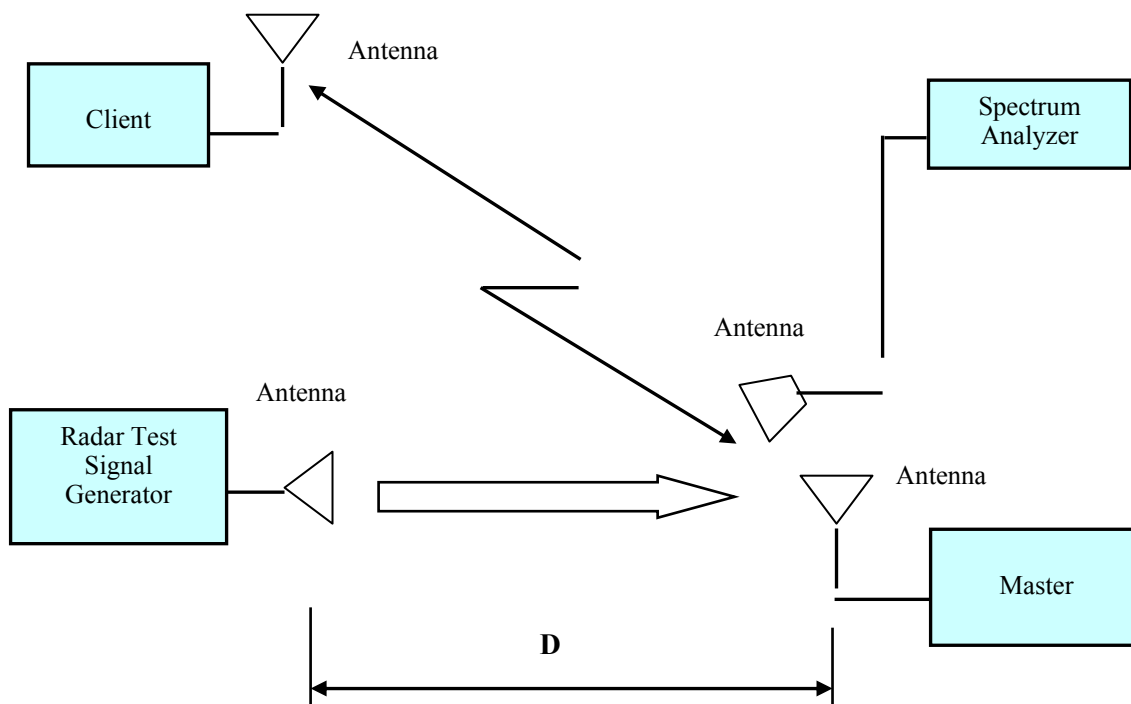 Antenna
Client
Spectrum
Analyzer
Antenna
Antenna
Radar Test
Signal
Generator
Antenna
Master
D